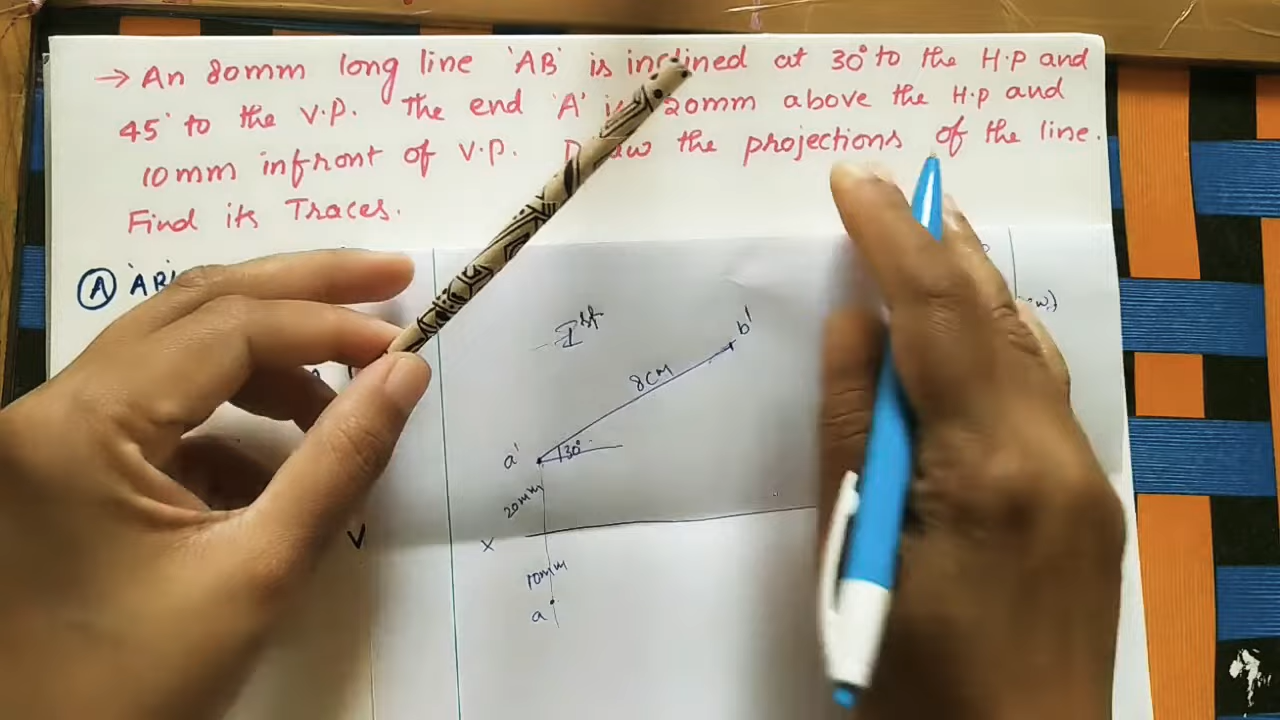 → An 80mm long line 'AB' is inclined at 30° to the H.P and
45° to the V.P. The end 'A' is 20mm above the H.P and
10mm infront of V.P. Draw the projections of the line.
Find its Traces.
A 'AB'
b'
8CM
a' 30°
20mm
X
V
10mm
a